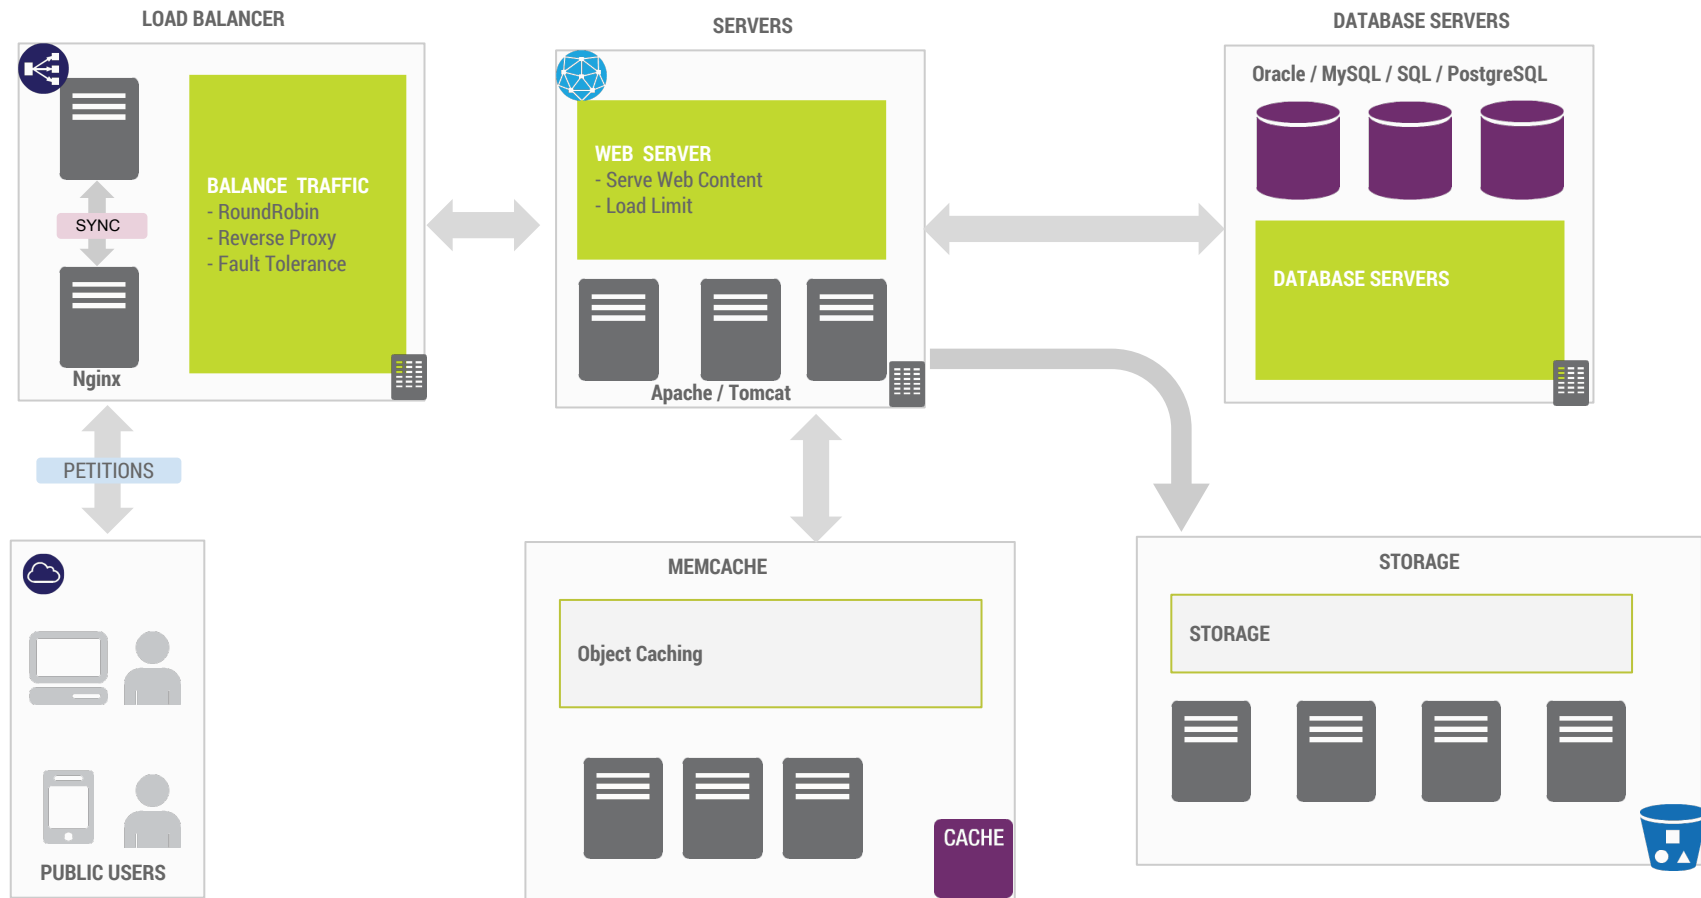 LOAD BALANCER
BALANCE TRAFFIC
- RoundRobin
- Reverse Proxy
- Fault Tolerance
SYNC
Nginx
PETITIONS
PUBLIC USERS
SERVERS
WEB SERVER
- Serve Web Content
- Load Limit
Apache / Tomcat
DATABASE SERVERS
Oracle / MySQL / SQL / PostgreSQL
DATABASE SERVERS
MEMCACHE
Object Caching
CACHE
STORAGE
STORAGE